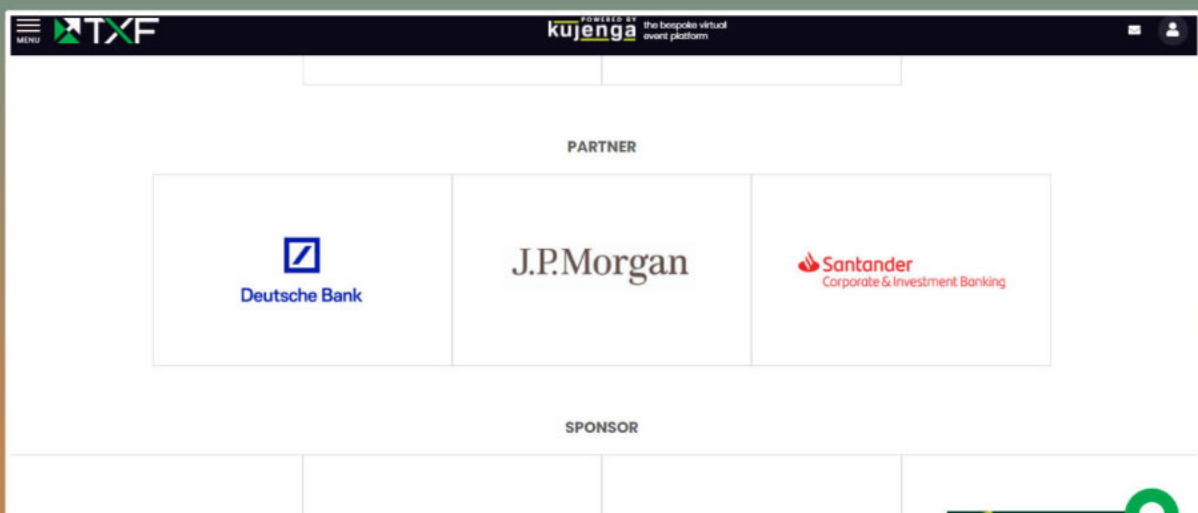 MENU
TXF
POWERED BY
kujenga
the bespoke virtual
event platform
PARTNER
Deutsche Bank
J.P.Morgan
Santander
Corporate & Investment Banking
SPONSOR